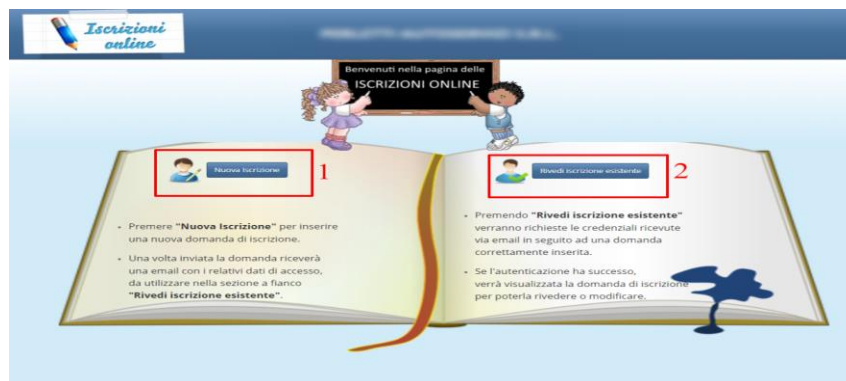 Iscrizioni
online
Benvenuti nella pagina delle
ISCRIZIONI ONLINE
Nuova Iscrizione
1
Premere "Nuova Iscrizione" per inserire
una nuova domanda di iscrizione.
Una volta inviata la domanda riceverà
una email con i relativi dati di accesso,
da utilizzare nella sezione a fianco
"Rivedi iscrizione esistente".
Rivedi iscrizione esistente
2
Premendo "Rivedi iscrizione esistente"
verranno richieste le credenziali ricevute
via email in seguito ad una domanda
correttamente inserita.
Se l'autenticazione ha successo,
verrà visualizzata la domanda di iscrizione
per poterla rivedere o modificare.